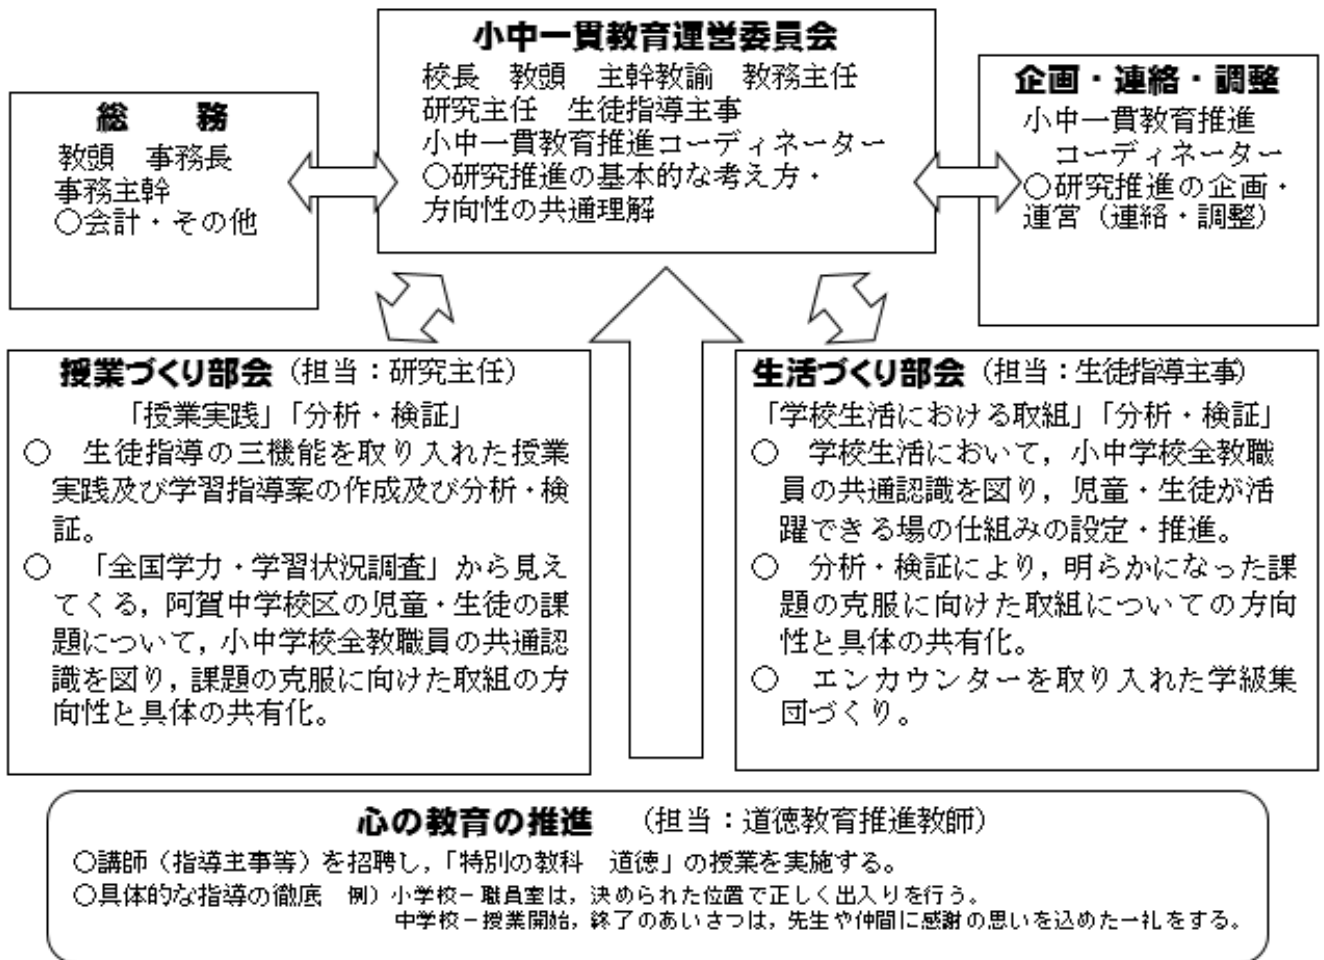 小中一貫教育運営委員会
校長　教頭　主幹教諭　教務主任
研究主任　生徒指導主事
小中一貫教育推進コーディネーター
○研究推進の基本的な考え方・
方向性の共通理解
総　務
教頭　事務長
事務主幹
○会計・その他
企画・連絡・調整
小中一貫教育推進
コーディネーター
○研究推進の企画・
運営（連絡・調整）
授業づくり部会（担当：研究主任）
「授業実践」「分析・検証」
○　生徒指導の三機能を取り入れた授業
実践及び学習指導案の作成及び分析・検
証。
○　「全国学力・学習状況調査」から見え
てくる，阿賀中学校区の児童・生徒の課
題について，小中学校全教職員の共通認
識を図り，課題の克服に向けた取組の方
向性と具体の共有化。
生活づくり部会（担当：生徒指導主事）
「学校生活における取組」「分析・検証」
○　学校生活において，小中学校全教職
員の共通認識を図り，児童・生徒が活
躍できる場の仕組みの設定・推進。
○　分析・検証により，明らかになった課
題の克服に向けた取組についての方向
性と具体の共有化。
○　エンカウンターを取り入れた学級集
団づくり。
心の教育の推進　（担当：道徳教育推進教師）
○講師（指導主事等）を招聘し，「特別の教科　道徳」の授業を実施する。
○具体的な指導の徹底　例）小学校－職員室は，決められた位置で正しく出入りを行う。
中学校－授業開始，終了のあいさつは，先生や仲間に感謝の思いを込めた一礼をする。